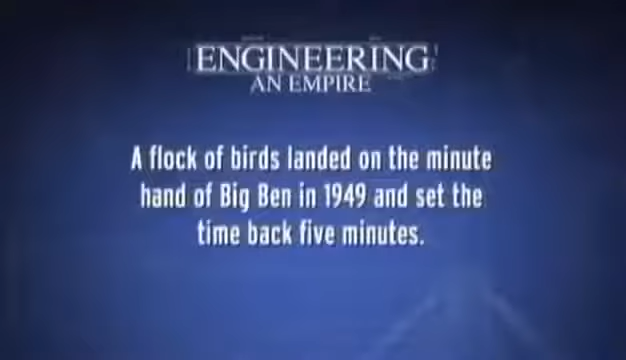 ENGINEERING
AN EMPIRE
A flock of birds landed on the minute
hand of Big Ben in 1949 and set the
time back five minutes.